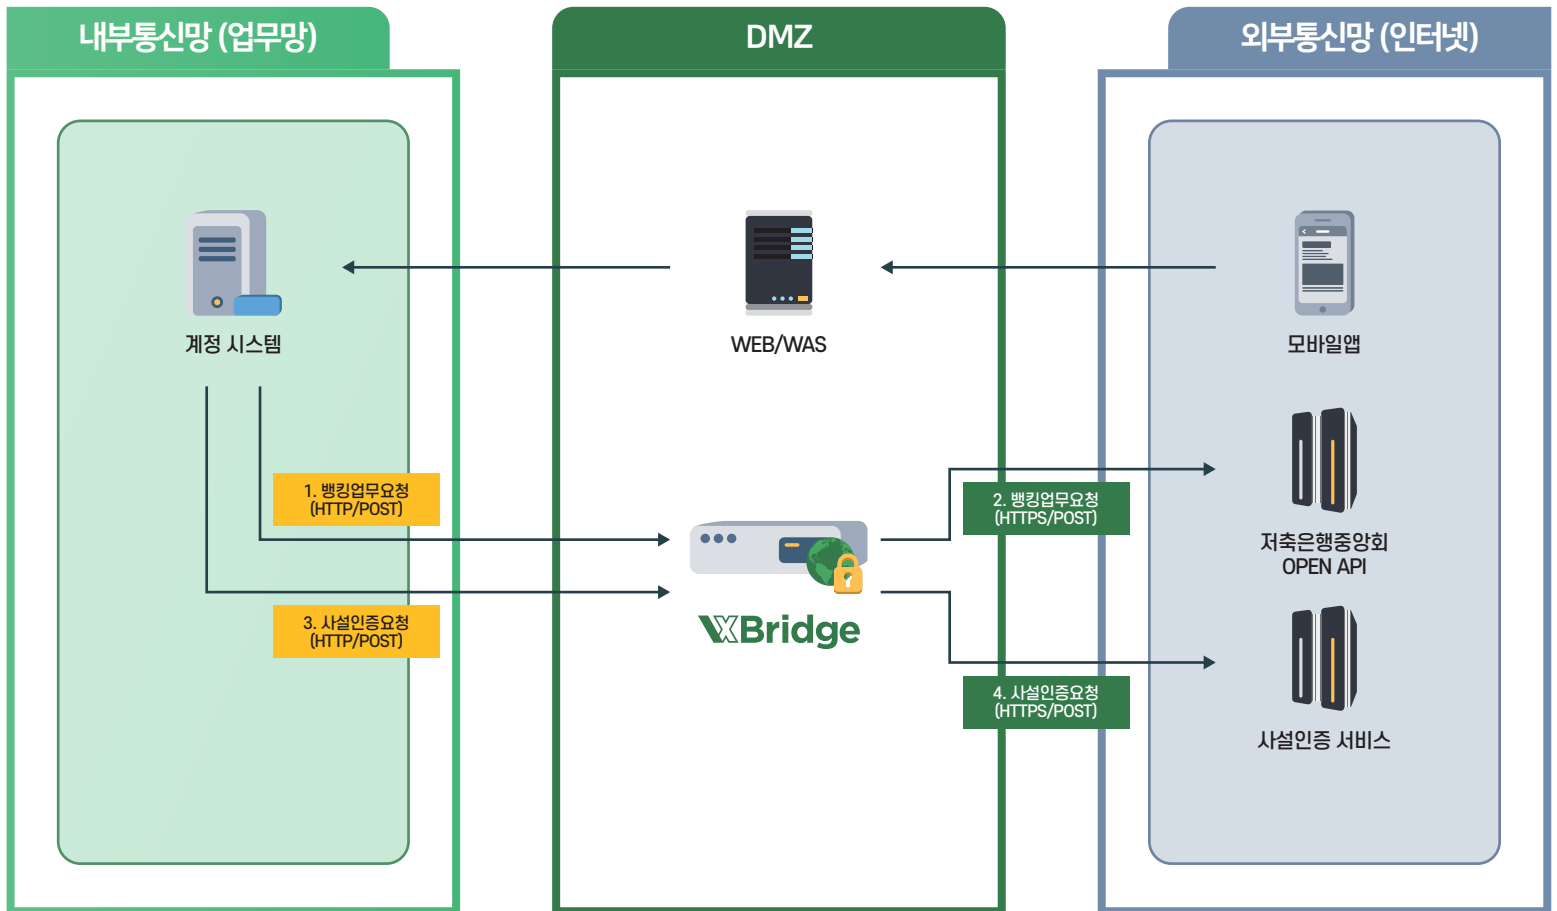 내부통신망 (업무망)
DMZ
외부통신망 (인터넷)
계정 시스템
WEB/WAS
모바일앱
1. 뱅킹업무요청
(HTTP/POST)
2. 뱅킹업무요청
(HTTPS/POST)
저축은행중앙회
OPEN API
3. 사설인증요청
(HTTP/POST)
XBridge
4. 사설인증요청
(HTTPS/POST)
사설인증 서비스